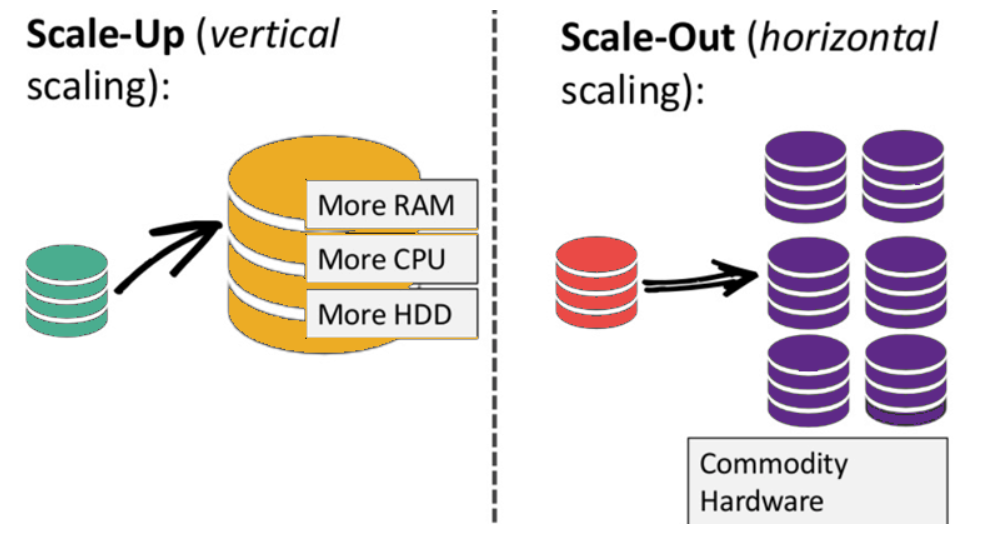 Scale-Up (vertical
scaling):
More RAM
More CPU
More HDD
Scale-Out (horizontal
scaling):
Commodity
Hardware